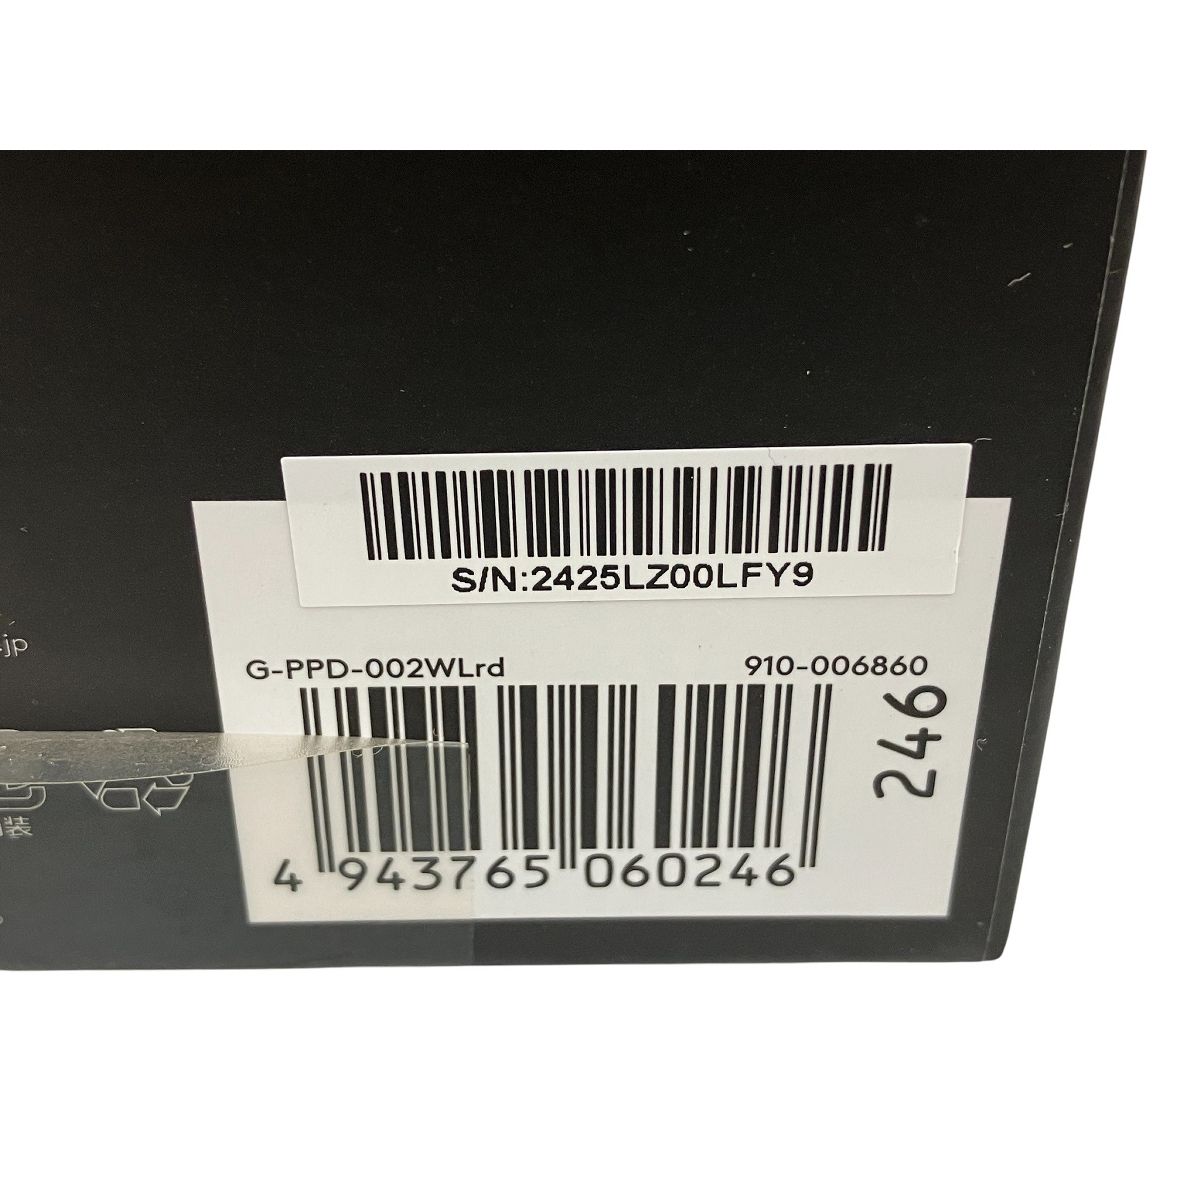 S/N:2425LZ00LFY9
.jp
G-PPD-002WLrd 910-006860
246
装
4 943765 060246